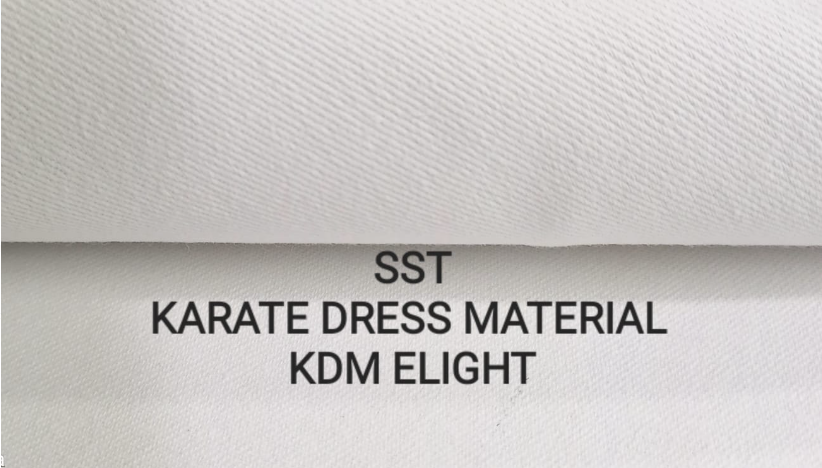 SST
KARATE DRESS MATERIAL
KDM ELIGHT